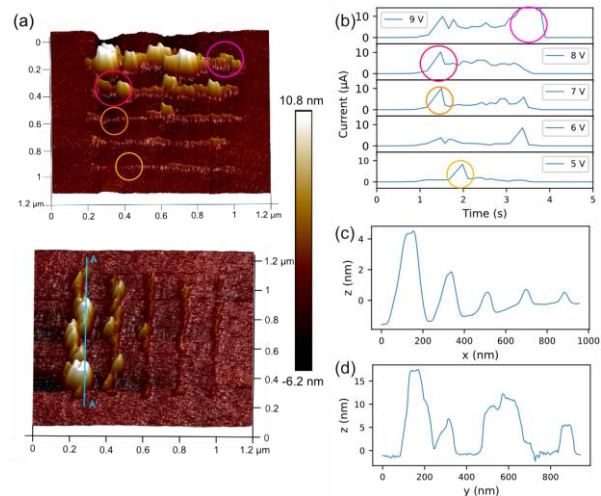 (a)
0
0.2
0.4
0.6
0.8
1
1.2 µm
0
0.2
0.4
0.6
0.8
1
1.2 µm
10.8 nm
-6.2 nm
A
A'
1.2 µm
1
0.8
0.6
0.4
0.2
0
0
0.2
0.4
0.6
0.8
1
1.2 µm
(b)
Current (µA)
10
0
9 V
10
0
8 V
10
0
7 V
10
0
6 V
10
0
5 V
0 1 2 3 4 5
Time (s)
(c)
z (nm)
4
2
0
0 200 400 600 800 1000
x (nm)
(d)
z (nm)
15
10
5
0
0 200 400 600 800
y (nm)